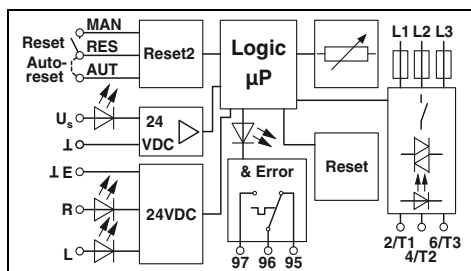 MAN
Reset
RES
Auto-
reset
AUT
Reset2
Logic
µP
L1 L2 L3
Us
24
VDC
⊥
⊥ E
R
L
24VDC
& Error
97 96 95
Reset
2/T1 6/T3
4/T2